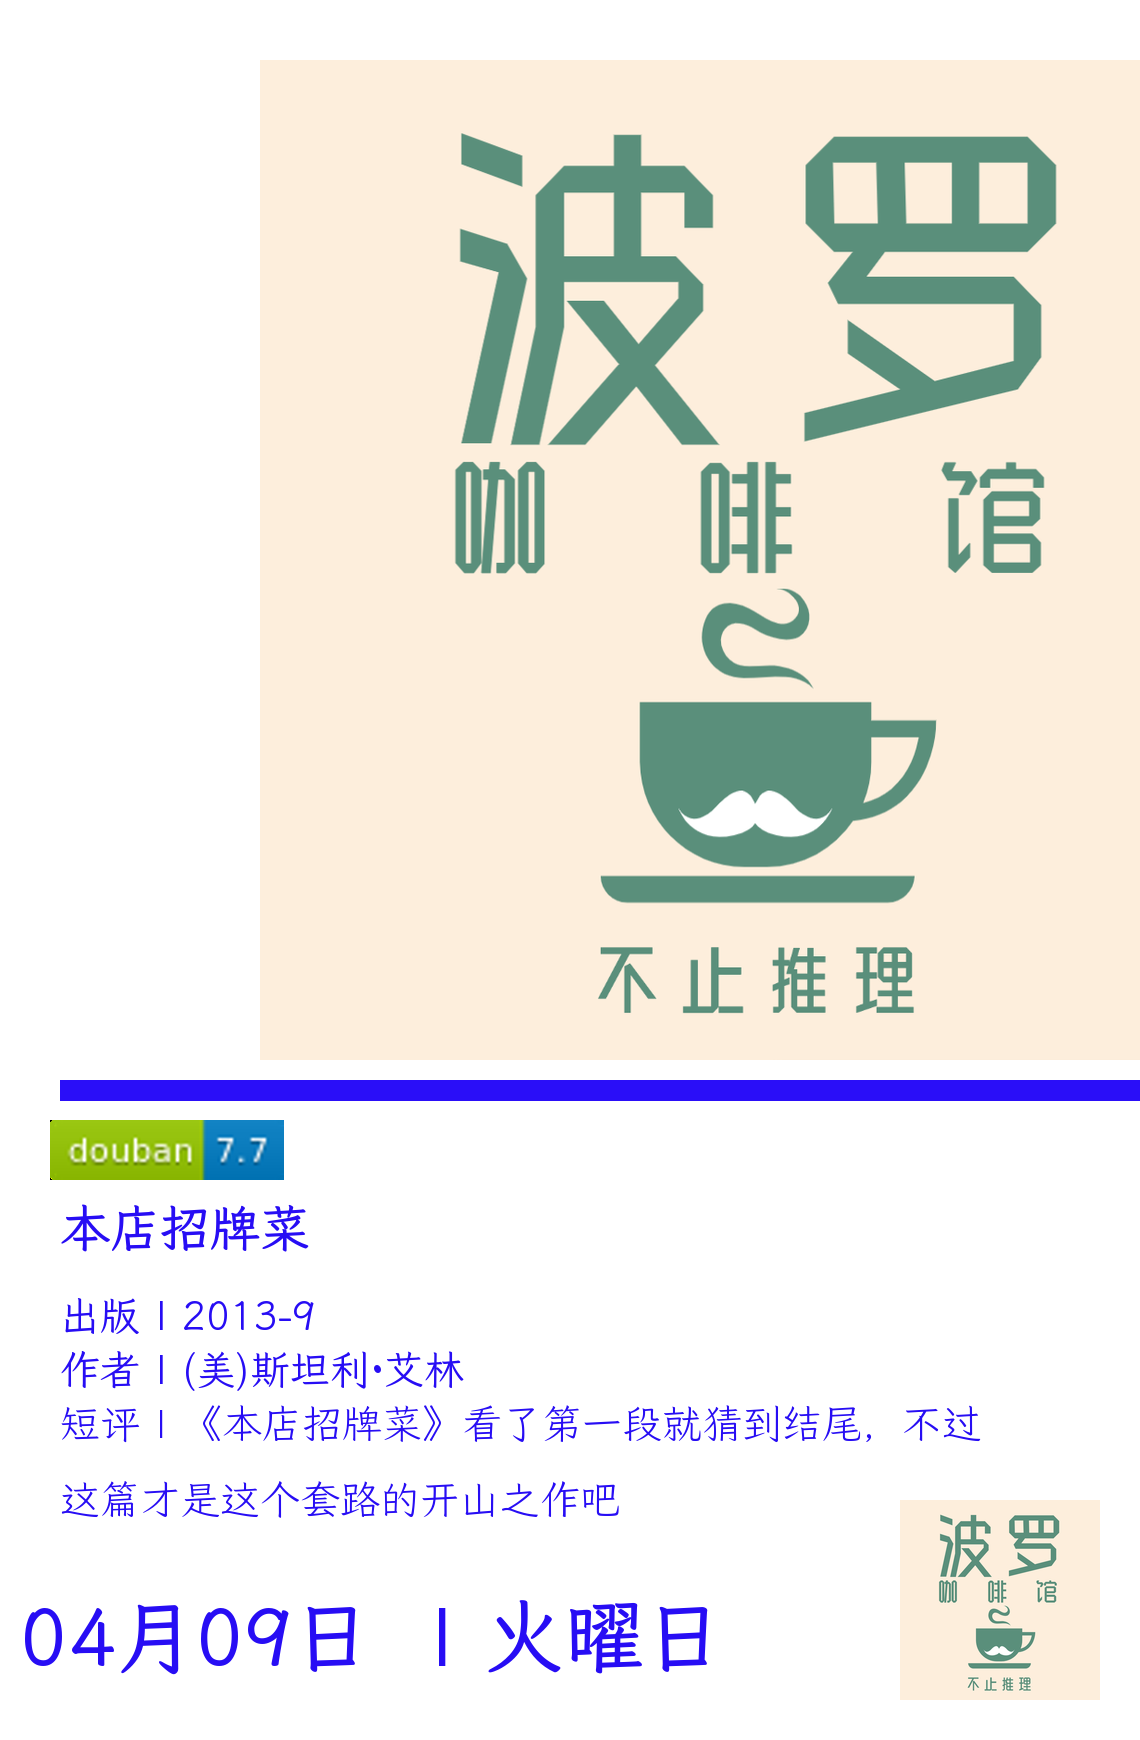 波罗
咖啡馆
不止推理
douban 7.7
本店招牌菜
出版 | 2013-9
作者 | (美)斯坦利·艾林
短评 | 《本店招牌菜》看了第一段就猜到结尾，不过
这篇才是这个套路的开山之作吧
04月09日 | 火曜日
波罗
咖啡馆
不止推理